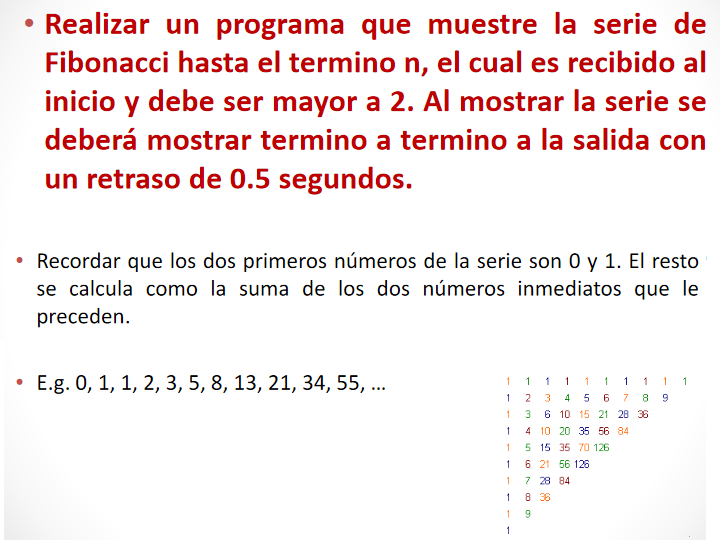 • Realizar un programa que muestre la serie de
Fibonacci hasta el termino n, el cual es recibido al
inicio y debe ser mayor a 2. Al mostrar la serie se
deberá mostrar termino a termino a la salida con
un retraso de 0.5 segundos.
• Recordar que los dos primeros números de la serie son 0 y 1. El resto
se calcula como la suma de los dos números inmediatos que le
preceden.
• E.g. 0, 1, 1, 2, 3, 5, 8, 13, 21, 34, 55, ...
1 1 1 1 1 1 1 1 1 1
1 2 3 4 5 6 7 8 9
1 3 6 10 15 21 28 36
1 4 10 20 35 56 84
1 5 15 35 70 126
1 6 21 56 126
1 7 28 84
1 8 36
1 9
1